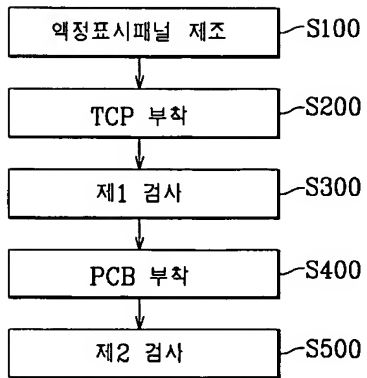 액정표시패널 제조 S100
TCP 부착 S200
제1 검사 S300
PCB 부착 S400
제2 검사 S500